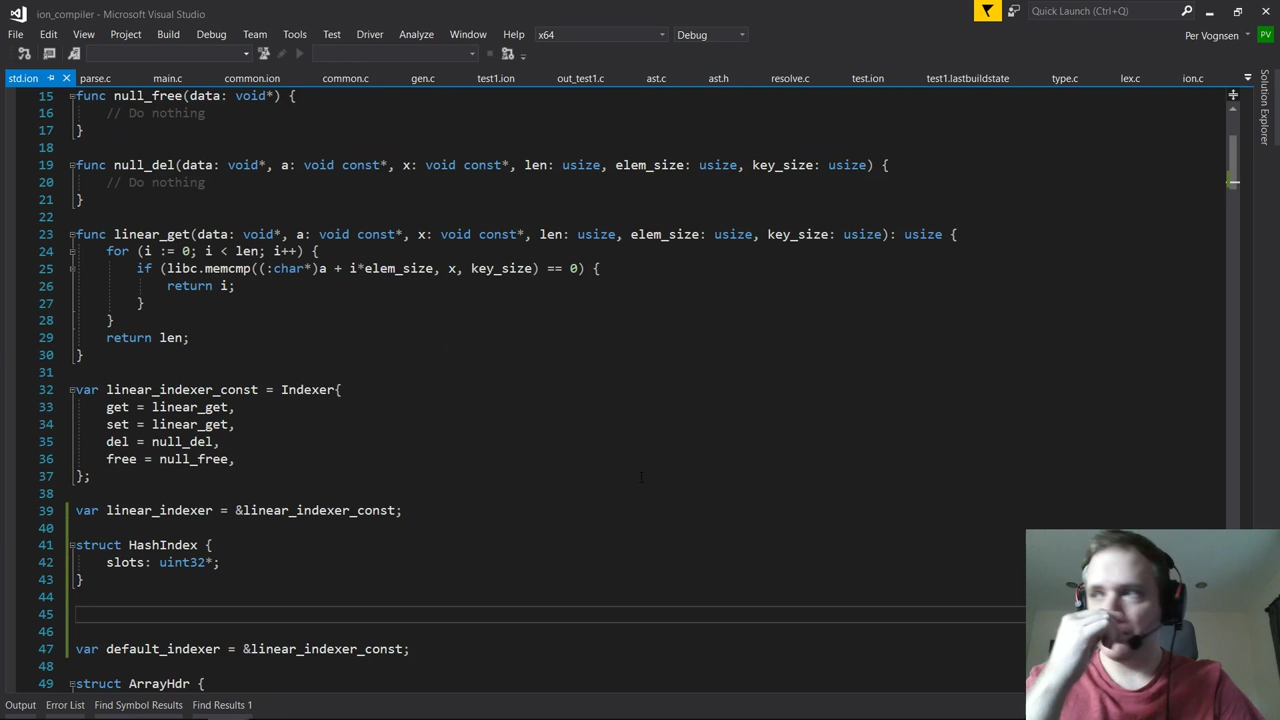 ion_compiler - Microsoft Visual Studio
Quick Launch (Ctrl+Q)
File Edit View Project Build Debug Team Tools Test Driver Analyze Window Help x64 Debug
Per Vognsen PV
std.ion parse.c main.c common.ion common.c gen.c test1.ion out_test1.c ast.c ast.h resolve.c test.ion test1.lastbuildstate type.c lex.c ion.c
Solution Explorer
15 func null_free(data: void*) {
16 // Do nothing
17 }
18
19 func null_del(data: void*, a: void const*, x: void const*, len: usize, elem_size: usize, key_size: usize) {
20 // Do nothing
21 }
22
23 func linear_get(data: void*, a: void const*, x: void const*, len: usize, elem_size: usize, key_size: usize): usize {
24 for (i := 0; i < len; i++) {
25 if (libc.memcmp((:char*)a + i*elem_size, x, key_size) == 0) {
26 return i;
27 }
28 }
29 return len;
30 }
31
32 var linear_indexer_const = Indexer{
33 get = linear_get,
34 set = linear_get,
35 del = null_del,
36 free = null_free,
37 };
38
39 var linear_indexer = &linear_indexer_const;
40
41 struct HashIndex {
42 slots: uint32*;
43 }
44
45
46
47 var default_indexer = &linear_indexer_const;
48
49 struct ArrayHdr {
Output Error List Find Symbol Results Find Results 1